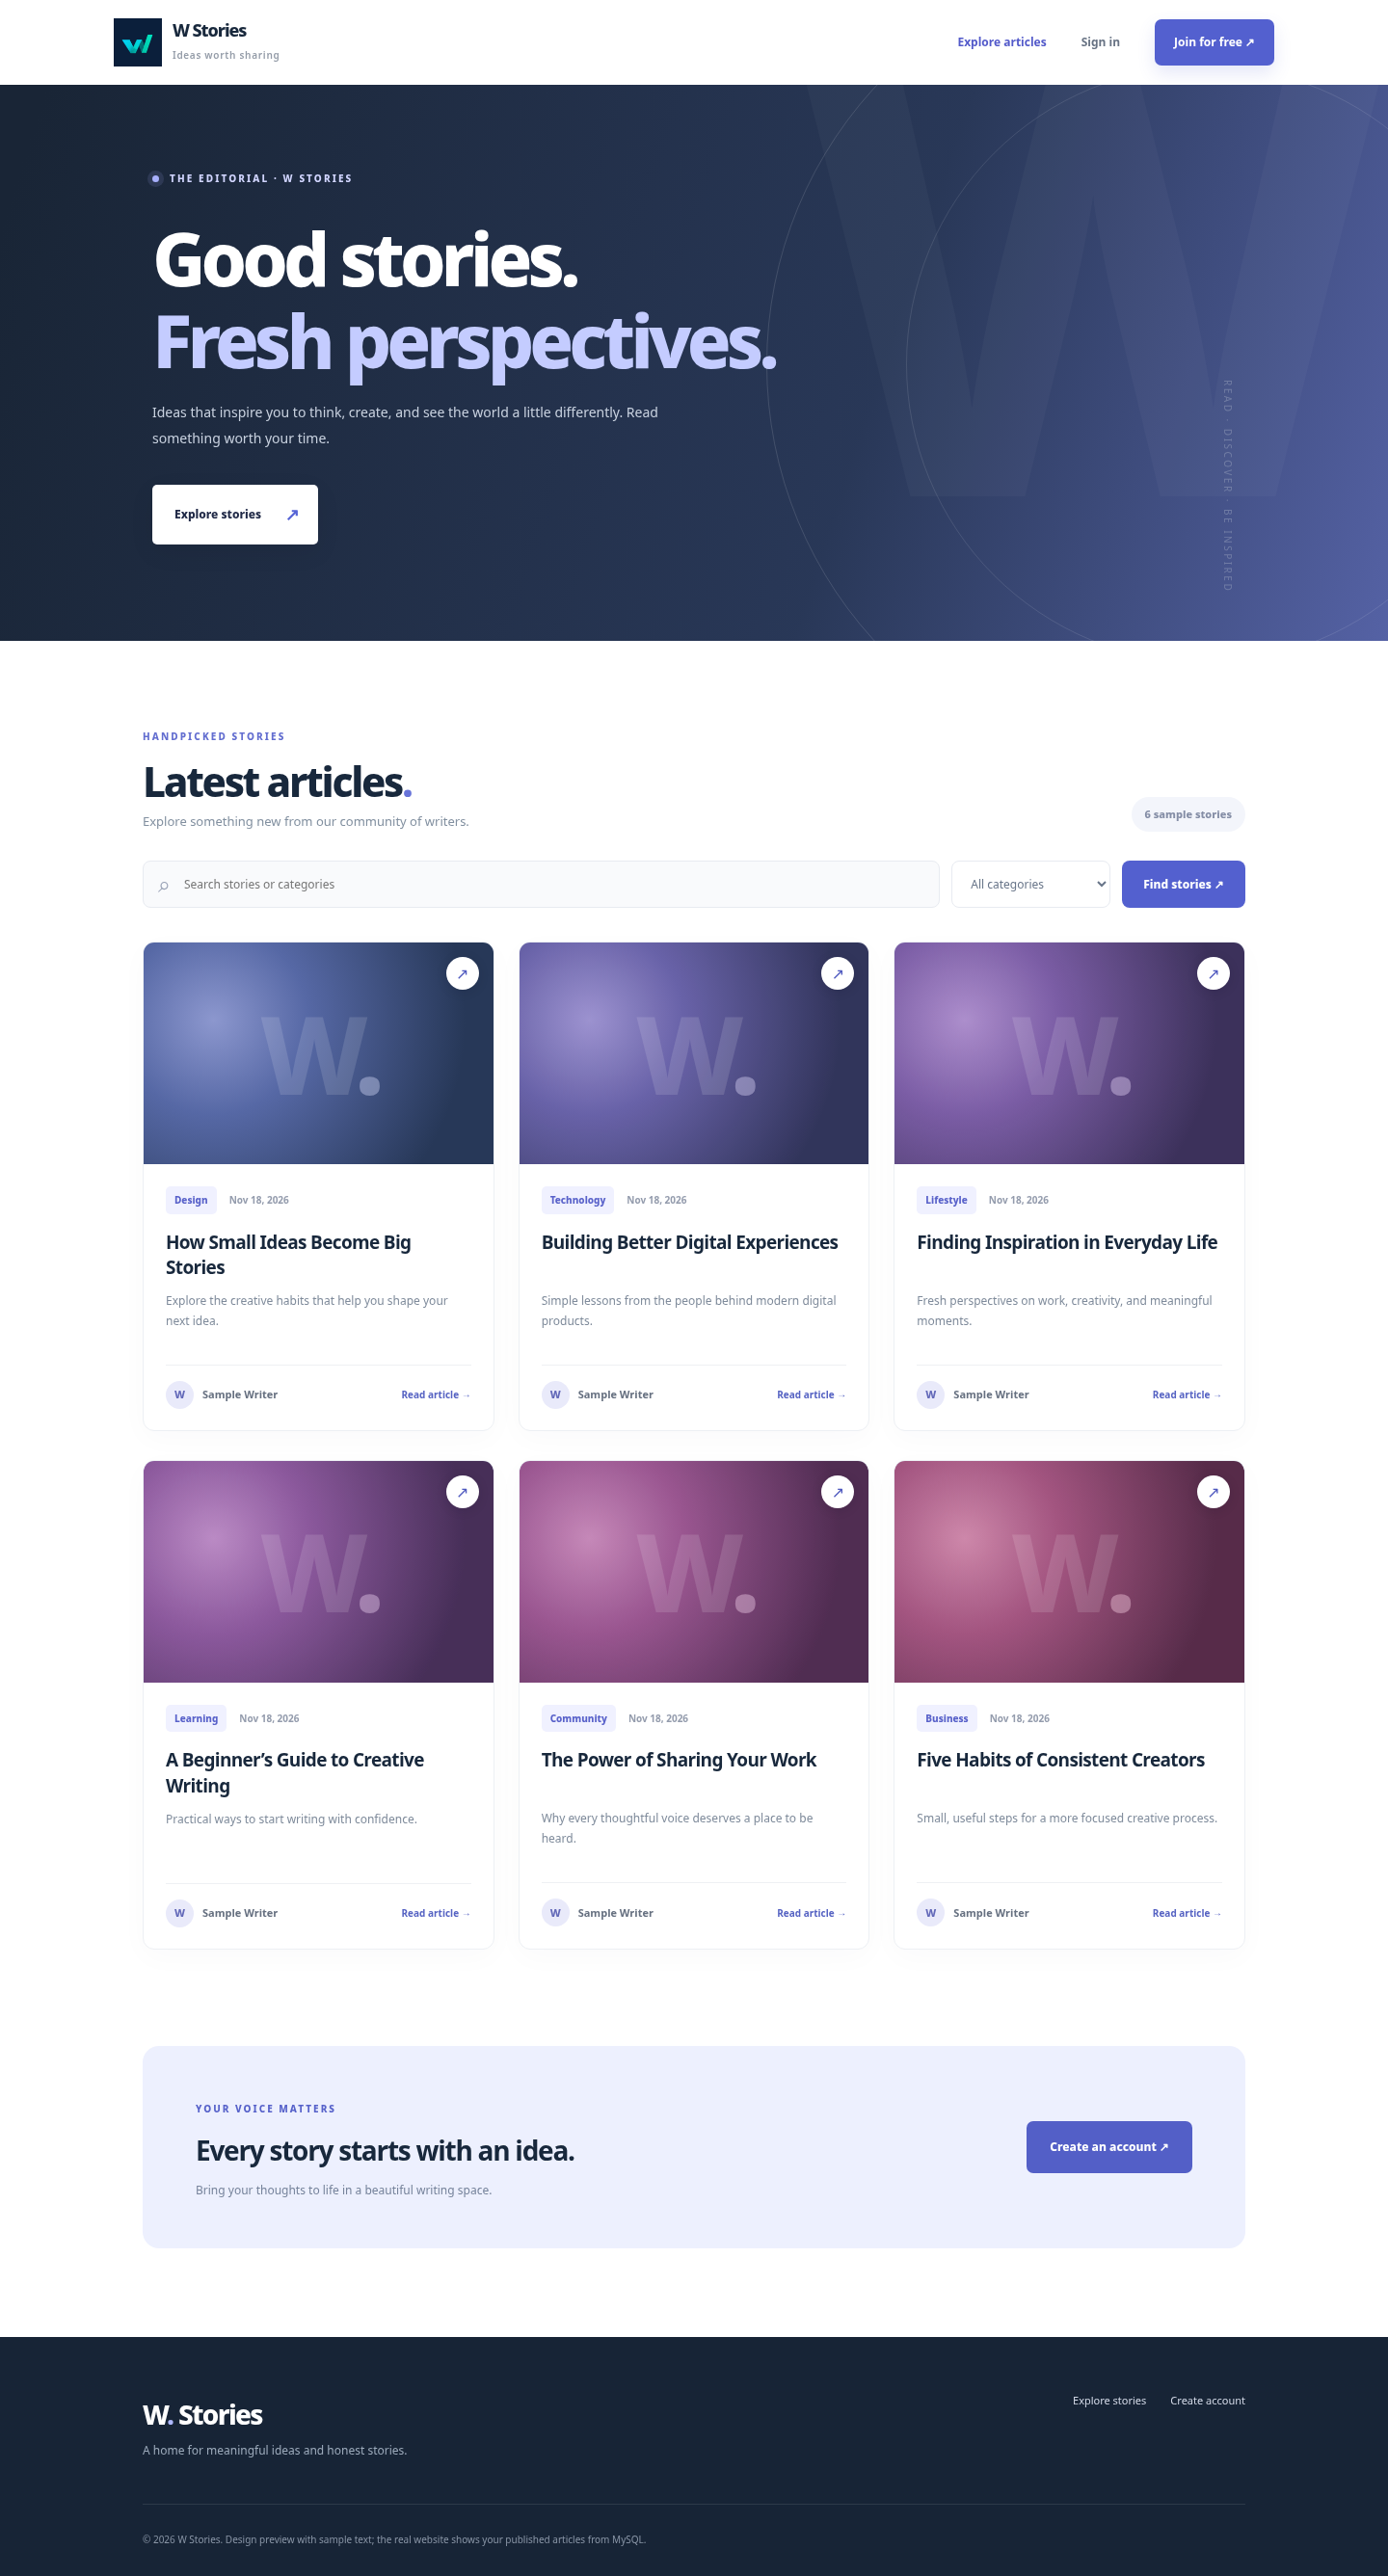 W Stories
Ideas worth sharing
Explore articles
Sign in
Join for free ↗
THE EDITORIAL · W STORIES
Good stories.
Fresh perspectives.
Ideas that inspire you to think, create, and see the world a little differently. Read
something worth your time.
Explore stories ↗
W
READ · DISCOVER · BE INSPIRED
HANDPICKED STORIES
Latest articles.
Explore something new from our community of writers.
6 sample stories
Search stories or categories
All categories
Find stories ↗
W.
↗
W.
↗
W.
↗
Design
Nov 18, 2026
How Small Ideas Become Big
Stories
Explore the creative habits that help you shape your
next idea.
W
Sample Writer
Read article →
Technology
Nov 18, 2026
Building Better Digital Experiences
Simple lessons from the people behind modern digital
products.
W
Sample Writer
Read article →
Lifestyle
Nov 18, 2026
Finding Inspiration in Everyday Life
Fresh perspectives on work, creativity, and meaningful
moments.
W
Sample Writer
Read article →
W.
↗
W.
↗
W.
↗
Learning
Nov 18, 2026
A Beginner’s Guide to Creative
Writing
Practical ways to start writing with confidence.
W
Sample Writer
Read article →
Community
Nov 18, 2026
The Power of Sharing Your Work
Why every thoughtful voice deserves a place to be
heard.
W
Sample Writer
Read article →
Business
Nov 18, 2026
Five Habits of Consistent Creators
Small, useful steps for a more focused creative process.
W
Sample Writer
Read article →
YOUR VOICE MATTERS
Every story starts with an idea.
Bring your thoughts to life in a beautiful writing space.
Create an account ↗
W. Stories
A home for meaningful ideas and honest stories.
Explore stories
Create account
© 2026 W Stories. Design preview with sample text; the real website shows your published articles from MySQL.